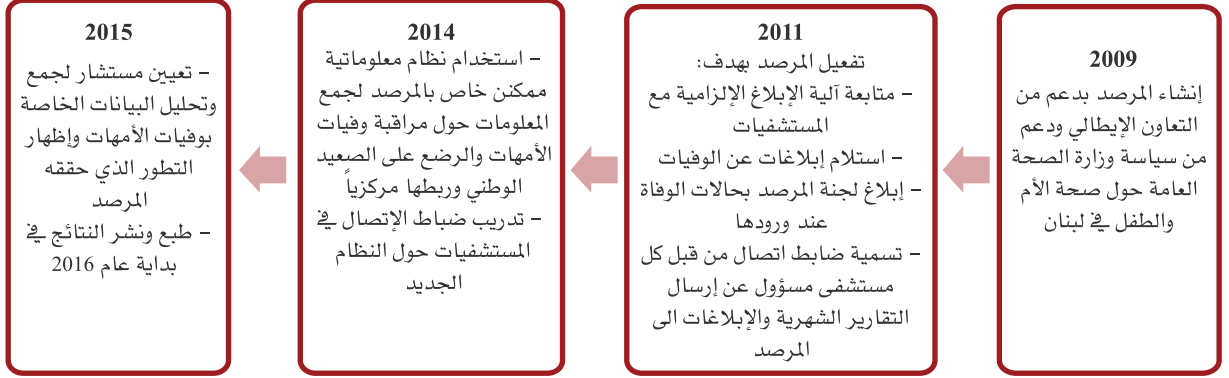 2009
إنشاء المرصد بدعم من
التعاون الإيطالي ودعم
من سياسة وزارة الصحة
العامة حول صحة الأم
والطفل في لبنان
2011
تفعيل المرصد بهدف:
– متابعة آلية الإبلاغ الإلزامية مع
المستشفيات
– استلام إبلاغات عن الوفيات
– إبلاغ لجنة المرصد بحالات الوفاة
عند ورودها
– تسمية ضابط اتصال من قبل كل
مستشفى مسؤول عن إرسال
التقارير الشهرية والإبلاغات الى
المرصد
2014
– استخدام نظام معلوماتية
ممكنن خاص بالمرصد لجمع
المعلومات حول مراقبة وفيات
الأمهات والرضع على الصعيد
الوطني وربطها مركزياً
– تدريب ضباط الإتصال في
المستشفيات حول النظام
الجديد
2015
– تعيين مستشار لجمع
وتحليل البيانات الخاصة
بوفيات الأمهات وإظهار
التطور الذي حققه
المرصد
– طبع ونشر النتائج في
بداية عام 2016